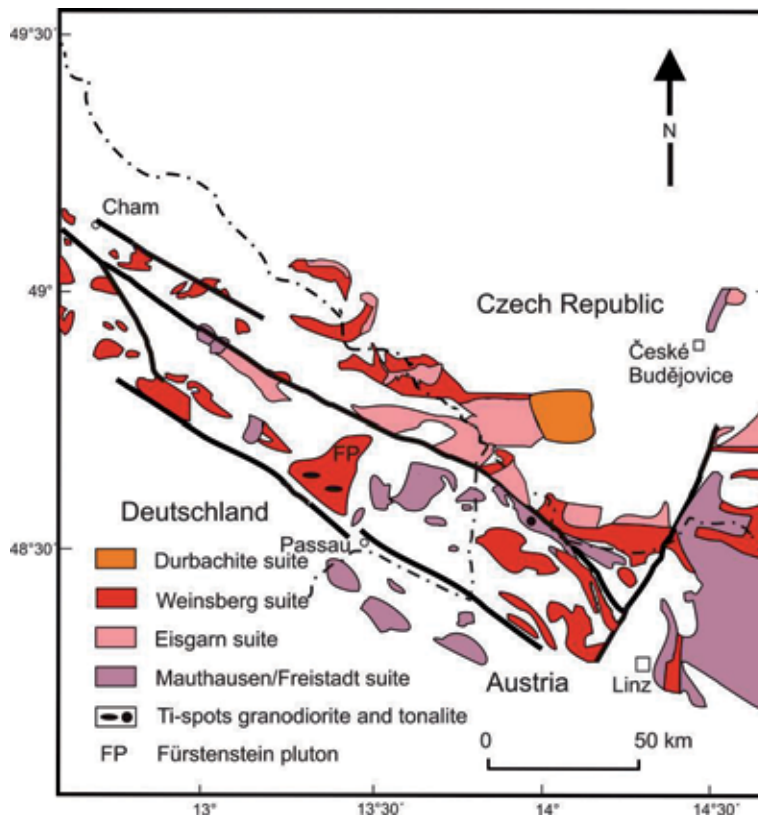 49°30'
N
Cham
49°
Czech Republic
České
Budějovice
FP
Deutschland
48°30'
Passau
Durbachite suite
Weinsberg suite
Eisgarn suite
Mauthausen/Freistadt suite
Austria
Linz
Ti-spots granodiorite and tonalite
FP Fürstenstein pluton
0 50 km
13° 13°30' 14° 14°30'